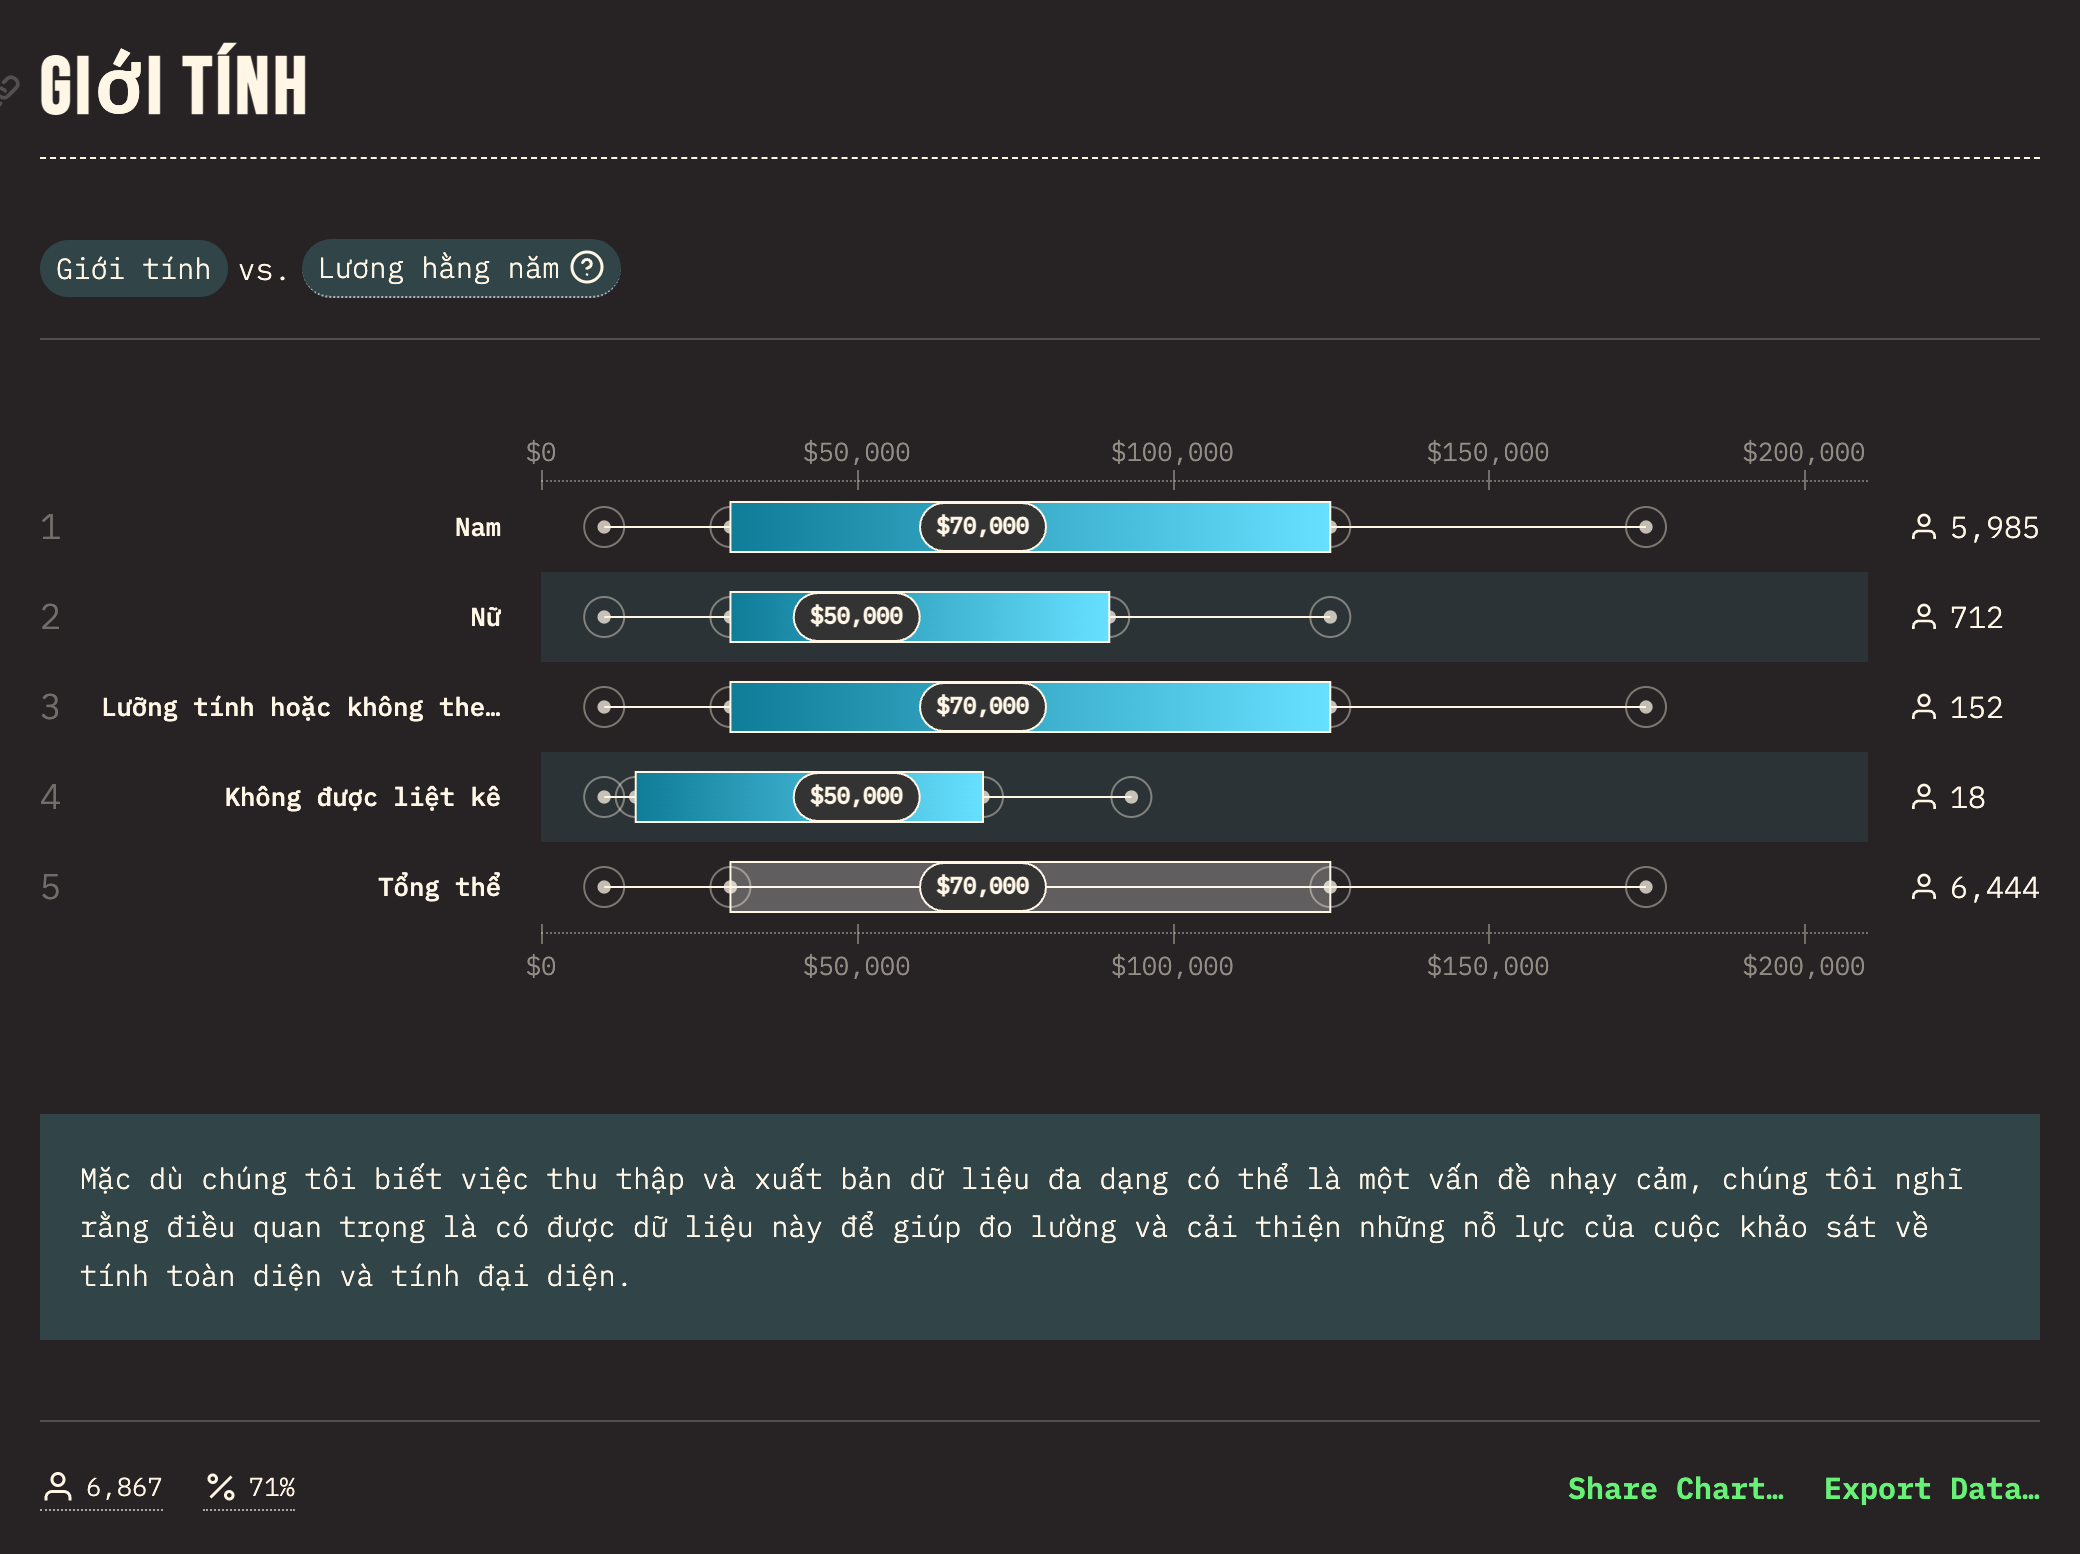 GIớI TÍNH
Giới tính vs. Lương hằng năm ?
$0 $50,000 $100,000 $150,000 $200,000
1 Nam $70,000 5,985
2 Nữ $50,000 712
3 Lưỡng tính hoặc không the… $70,000 152
4 Không được liệt kê $50,000 18
5 Tổng thể $70,000 6,444
$0 $50,000 $100,000 $150,000 $200,000
Mặc dù chúng tôi biết việc thu thập và xuất bản dữ liệu đa dạng có thể là một vấn đề nhạy cảm, chúng tôi nghĩ
rằng điều quan trọng là có được dữ liệu này để giúp đo lường và cải thiện những nỗ lực của cuộc khảo sát về
tính toàn diện và tính đại diện.
6,867 % 71% Share Chart… Export Data…